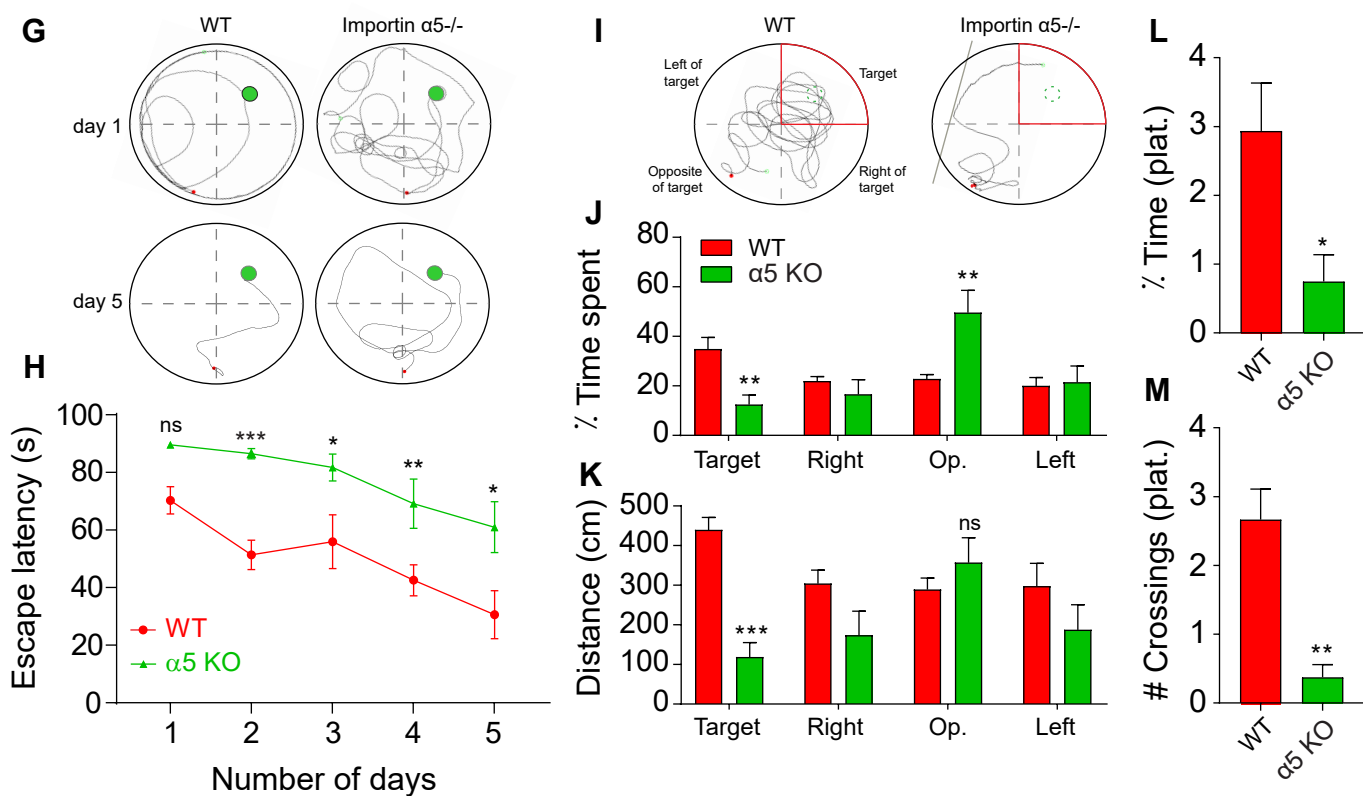 G
WT
Importin α5-/-
day 1
day 5
H
Escape latency (s)
100
80
60
40
20
0
ns
***
*
**
*
WT
α5 KO
1 2 3 4 5
Number of days
I
WT
Importin α5-/-
Left of
target
Target
Opposite
of target
Right of
target
J
% Time spent
80
60
40
20
0
WT
α5 KO
**
**
Target Right Op. Left
K
Distance (cm)
500
400
300
200
100
0
***
ns
Target Right Op. Left
L
% Time (plat.)
4
3
2
1
0
*
WT
α5 KO
M
# Crossings (plat.)
4
3
2
1
0
**
WT
α5 KO